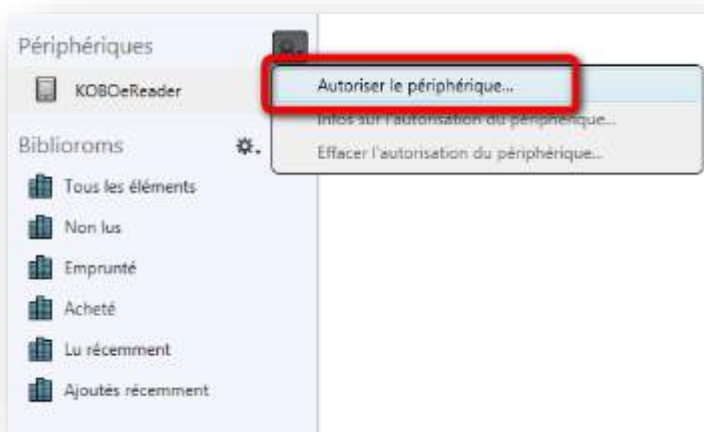 Périphériques
KOBOeReader
Autoriser le périphérique...
Infos sur l'autorisation du périphérique...
Effacer l'autorisation du périphérique...
Biblioroms
Tous les éléments
Non lus
Emprunté
Acheté
Lu récemment
Ajoutés récemment